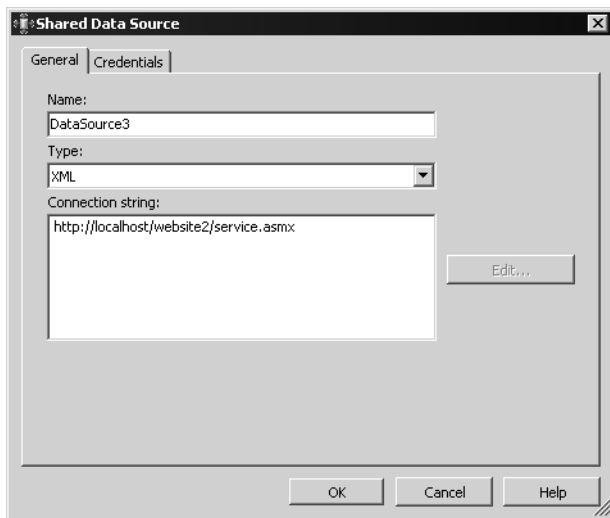 Shared Data Source
General Credentials
Name:
DataSource3
Type:
XML
Connection string:
http://localhost/website2/service.asmx
Edit...
OK Cancel Help